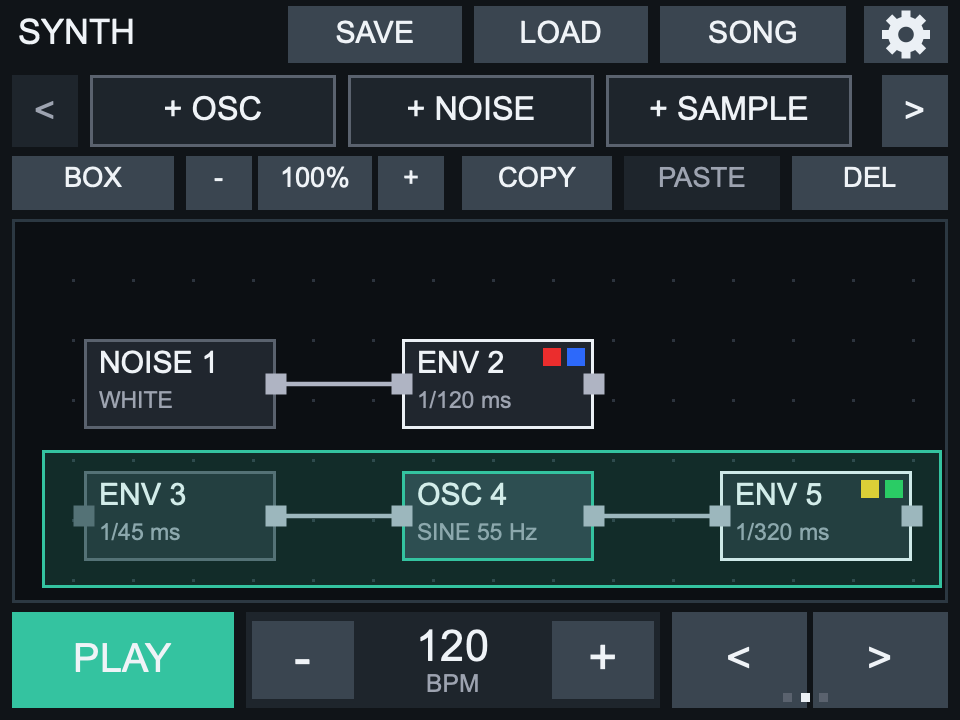 SYNTH
SAVE
LOAD
SONG
<
+ OSC
+ NOISE
+ SAMPLE
>
BOX
-
100%
+
COPY
PASTE
DEL
NOISE 1
WHITE
ENV 2
1/120 ms
ENV 3
1/45 ms
OSC 4
SINE 55 Hz
ENV 5
1/320 ms
PLAY
-
120
BPM
+
<
>